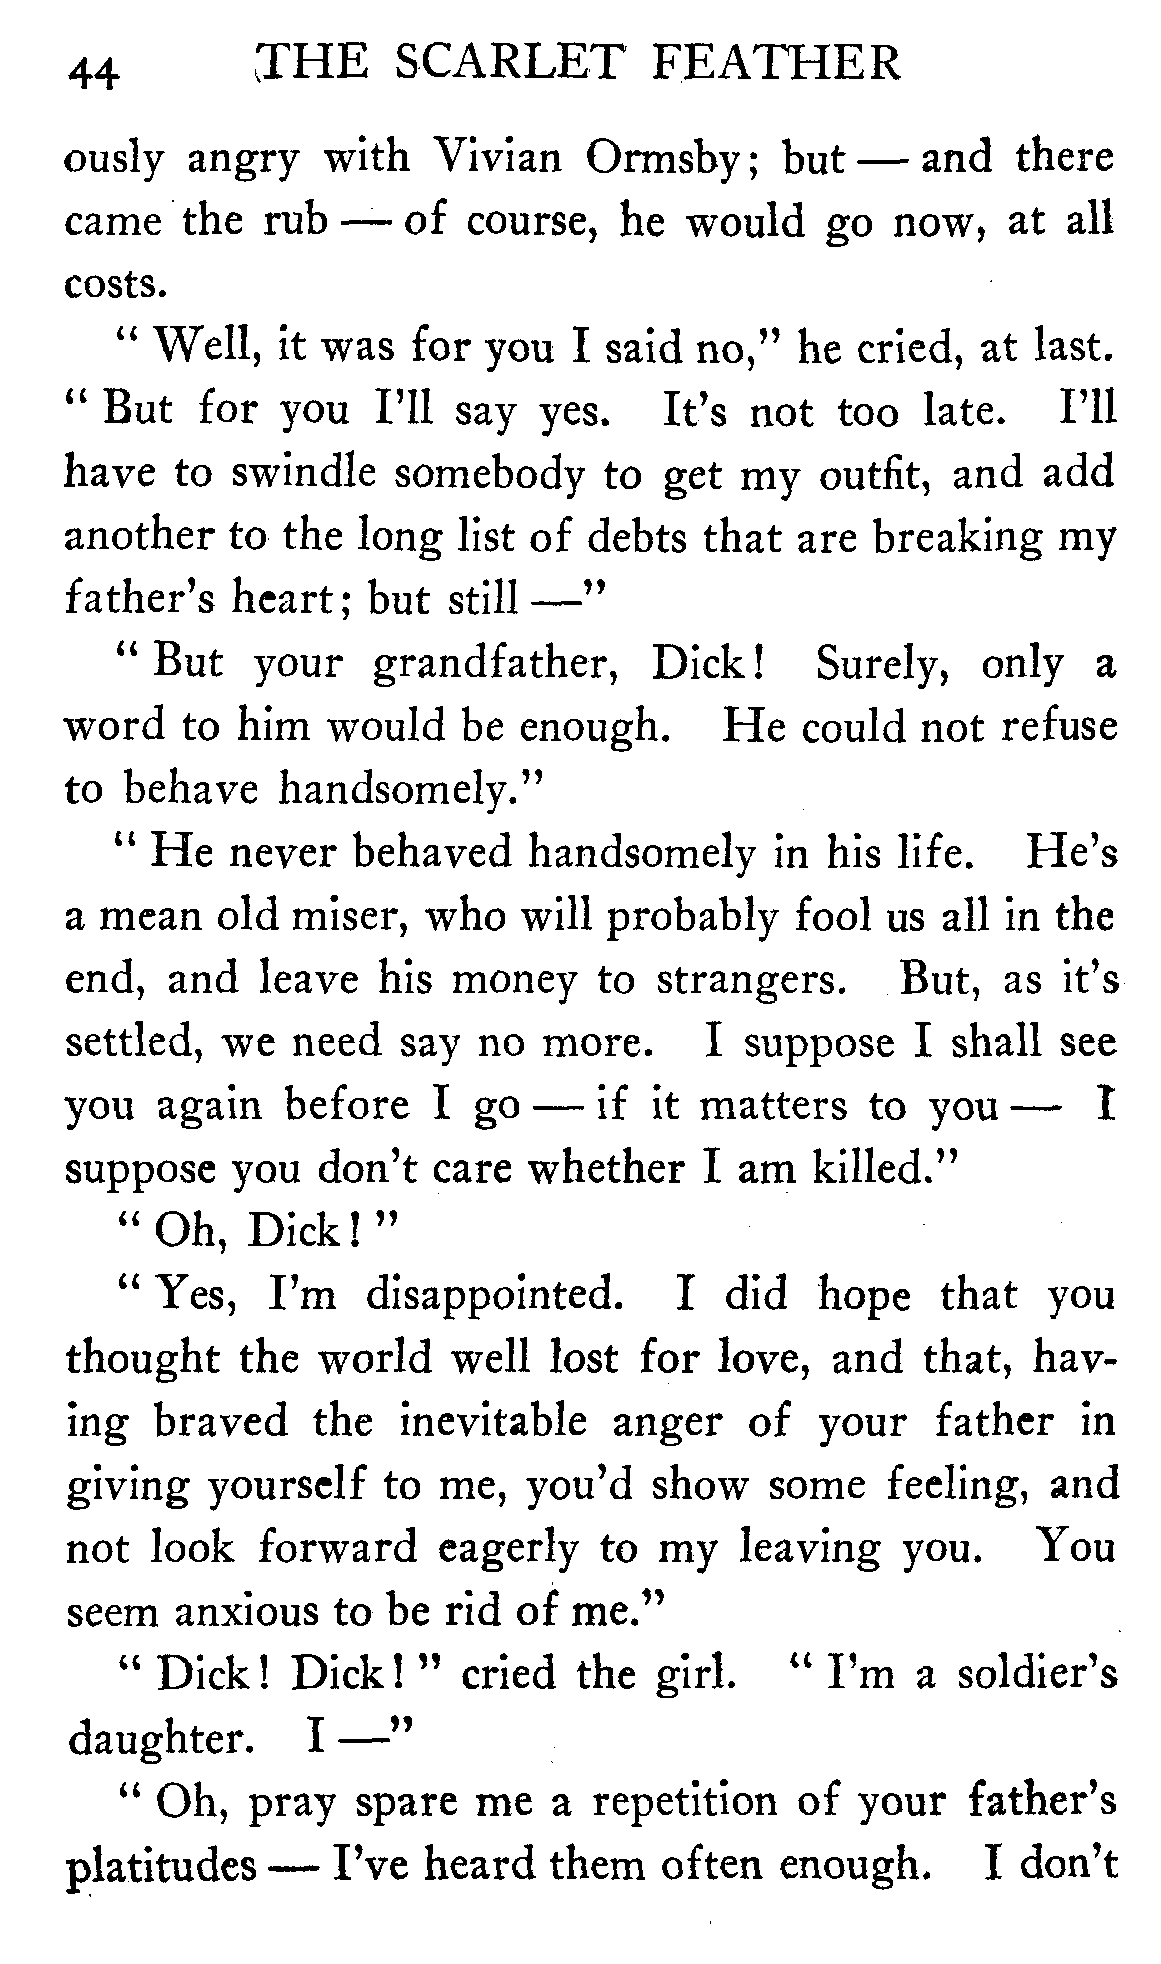 44 THE SCARLET FEATHER
ously angry with Vivian Ormsby; but — and there
came the rub — of course, he would go now, at all
costs.
“ Well, it was for you I said no,” he cried, at last.
“ But for you I’ll say yes. It’s not too late. I’ll
have to swindle somebody to get my outfit, and add
another to the long list of debts that are breaking my
father’s heart; but still —”
“ But your grandfather, Dick! Surely, only a
word to him would be enough. He could not refuse
to behave handsomely.”
“ He never behaved handsomely in his life. He’s
a mean old miser, who will probably fool us all in the
end, and leave his money to strangers. But, as it’s
settled, we need say no more. I suppose I shall see
you again before I go — if it matters to you — I
suppose you don’t care whether I am killed.”
“ Oh, Dick! ”
“ Yes, I’m disappointed. I did hope that you
thought the world well lost for love, and that, hav-
ing braved the inevitable anger of your father in
giving yourself to me, you’d show some feeling, and
not look forward eagerly to my leaving you. You
seem anxious to be rid of me.”
“ Dick! Dick! ” cried the girl. “ I’m a soldier’s
daughter. I —”
“ Oh, pray spare me a repetition of your father’s
platitudes — I’ve heard them often enough. I don’t